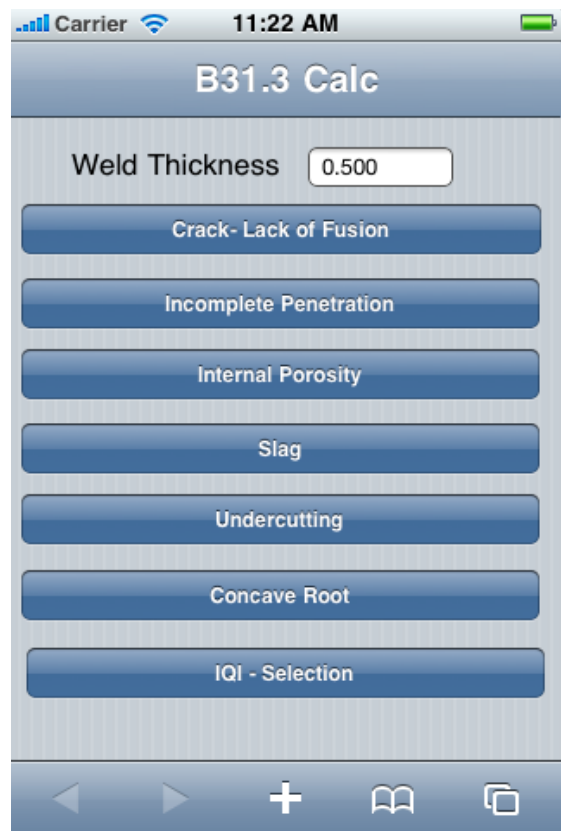 Carrier 11:22 AM
B31.3 Calc
Weld Thickness 0.500
Crack- Lack of Fusion
Incomplete Penetration
Internal Porosity
Slag
Undercutting
Concave Root
IQI - Selection